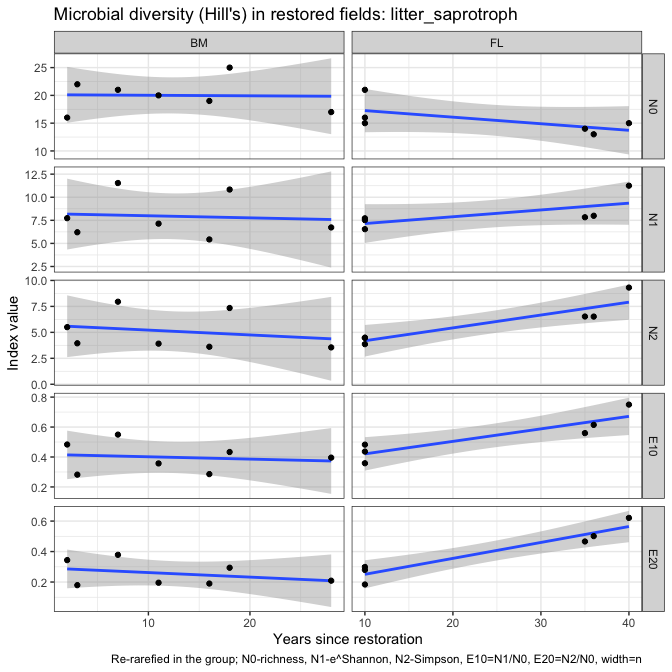 Microbial diversity (Hill's) in restored fields: litter_saprotroph
BM
FL
25
20
15
10
N0
12.5
10.0
7.5
5.0
2.5
N1
10.0
7.5
5.0
2.5
0.0
N2
0.8
0.6
0.4
0.2
E10
0.6
0.4
0.2
E20
Index value
10
20
10
20
30
40
Years since restoration
Re-rarefied in the group; N0-richness, N1-e^Shannon, N2-Simpson, E10=N1/N0, E20=N2/N0, width=n